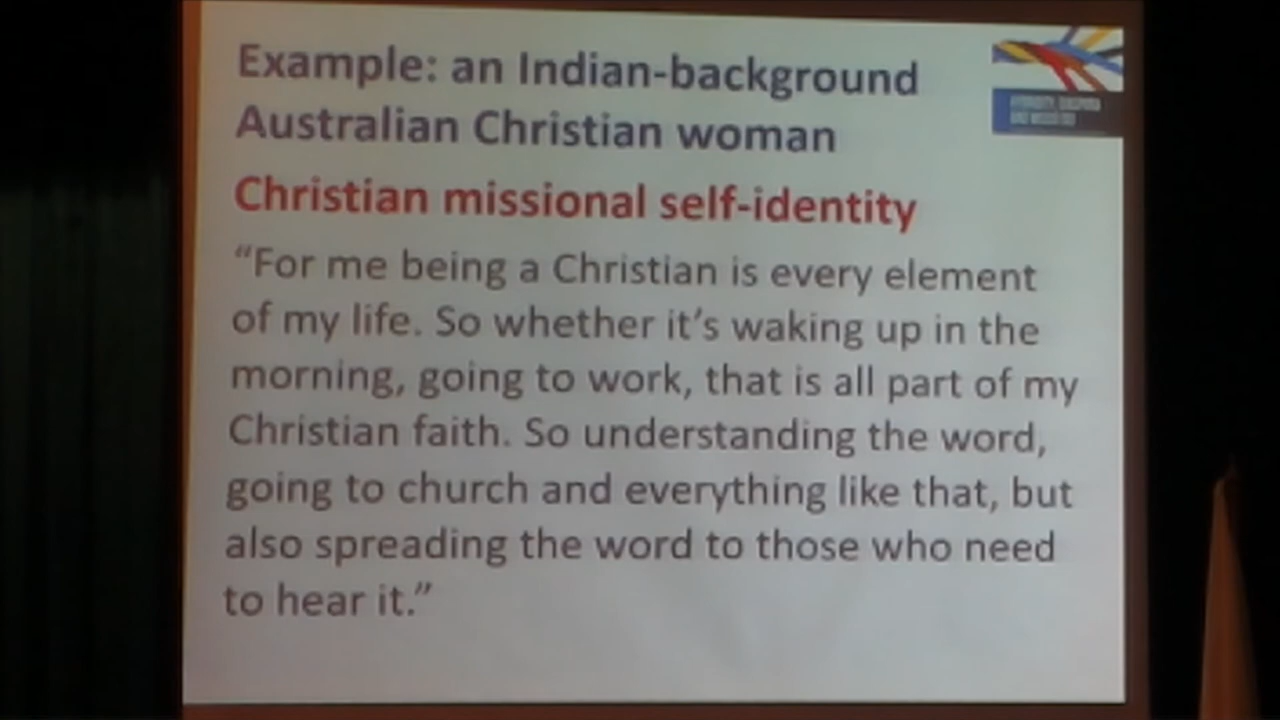 Example: an Indian-background
Australian Christian woman
Christian missional self-identity
“For me being a Christian is every element
of my life. So whether it’s waking up in the
morning, going to work, that is all part of my
Christian faith. So understanding the word,
going to church and everything like that, but
also spreading the word to those who need
to hear it.”